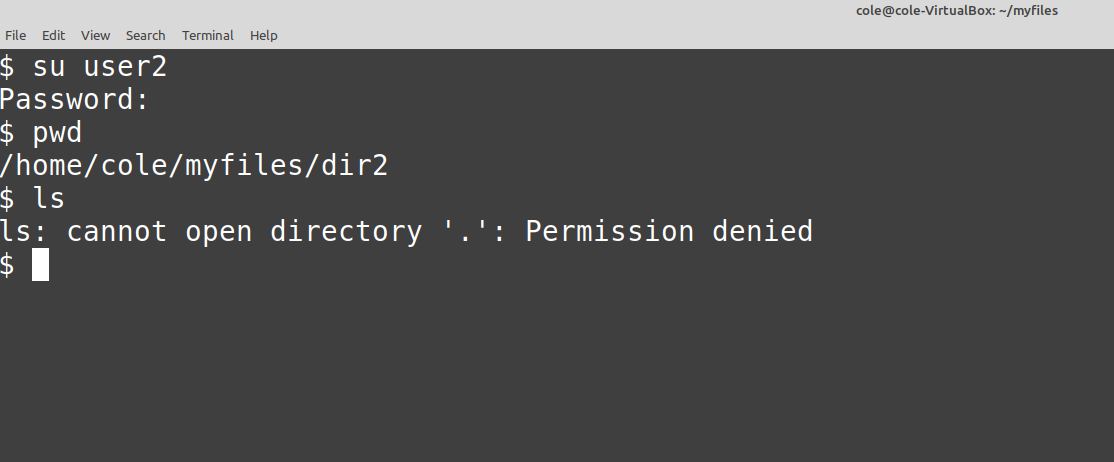 cole@cole-VirtualBox: ~/myfiles
File Edit View Search Terminal Help
$ su user2
Password:
$ pwd
/home/cole/myfiles/dir2
$ ls
ls: cannot open directory '.': Permission denied
$